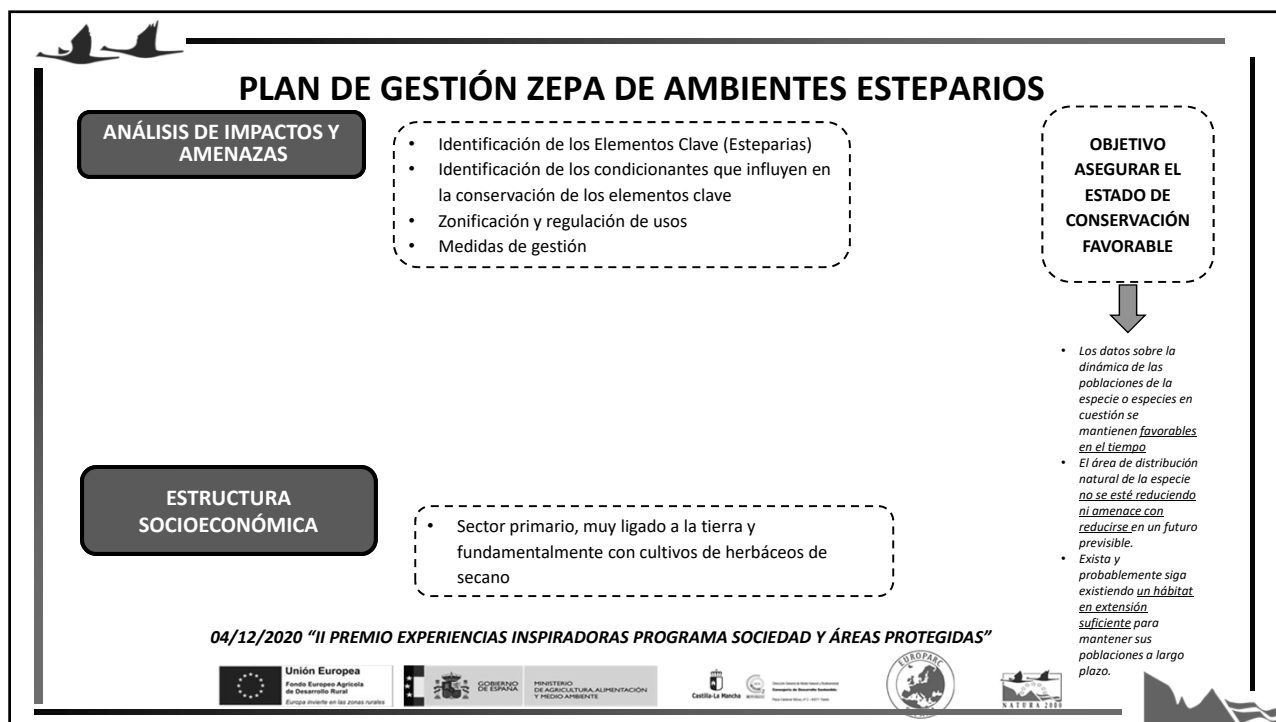 PLAN DE GESTIÓN ZEPA DE AMBIENTES ESTEPARIOS
ANÁLISIS DE IMPACTOS Y
AMENAZAS
• Identificación de los Elementos Clave (Esteparias)
• Identificación de los condicionantes que influyen en
la conservación de los elementos clave
• Zonificación y regulación de usos
• Medidas de gestión
OBJETIVO
ASEGURAR EL
ESTADO DE
CONSERVACIÓN
FAVORABLE
• Los datos sobre la
dinámica de las
poblaciones de la
especie o especies en
cuestión se
mantienen favorables
en el tiempo
• El área de distribución
natural de la especie
no se esté reduciendo
ni amenace con
reducirse en un futuro
previsible.
• Exista y
probablemente siga
existiendo un hábitat
en extensión
suficiente para
mantener sus
poblaciones a largo
plazo.
ESTRUCTURA
SOCIOECONÓMICA
• Sector primario, muy ligado a la tierra y
fundamentalmente con cultivos de herbáceos de
secano
04/12/2020 “II PREMIO EXPERIENCIAS INSPIRADORAS PROGRAMA SOCIEDAD Y ÁREAS PROTEGIDAS”
Unión Europea
Fondo Europeo Agrícola
de Desarrollo Rural
Europa invierte en las zonas rurales
GOBIERNO
DE ESPAÑA
MINISTERIO
DE AGRICULTURA, ALIMENTACIÓN
Y MEDIO AMBIENTE
Castilla-La Mancha
EUROPARC
NATURA 2000